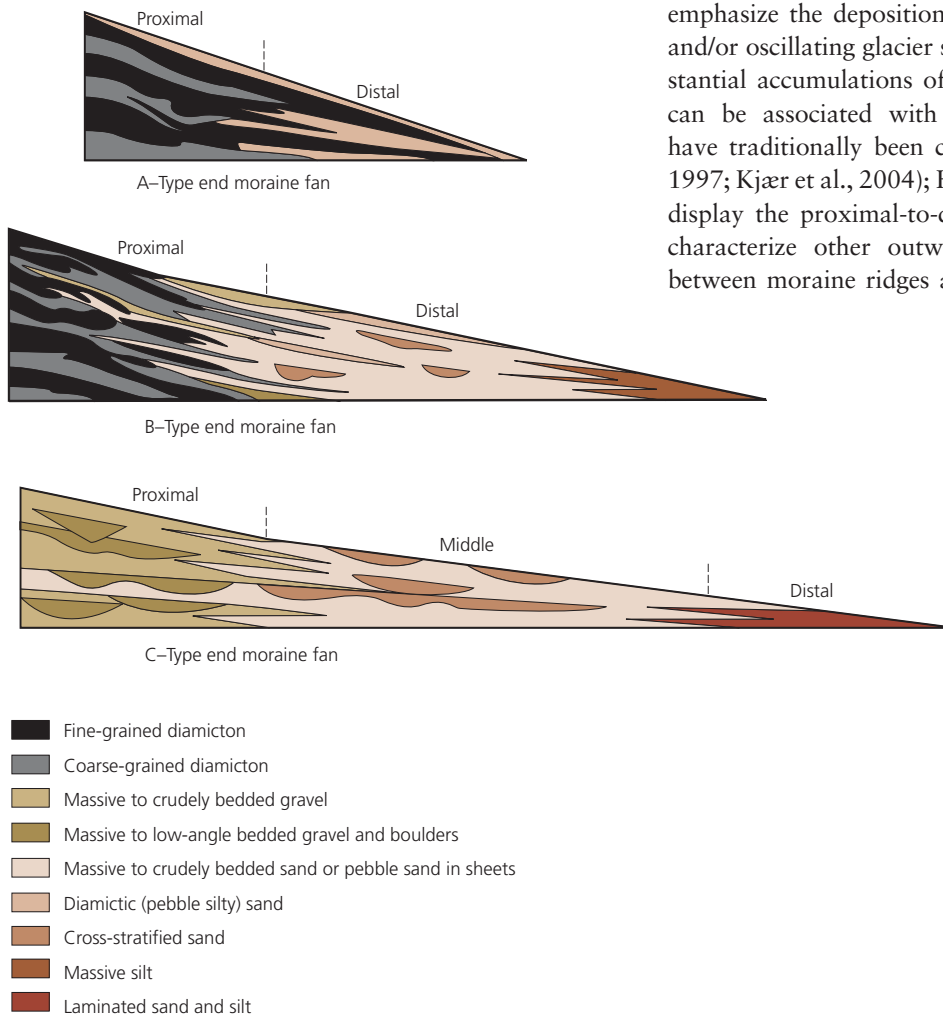 emphasize the deposition
and/or oscillating glacier s
stantial accumulations of
can be associated with
have traditionally been c
1997; Kjær et al., 2004);
display the proximal-to-
characterize other outw
between moraine ridges a
Proximal
Distal
A–Type end moraine fan
Proximal
Distal
B–Type end moraine fan
Proximal
Middle
Distal
C–Type end moraine fan
Fine-grained diamicton
Coarse-grained diamicton
Massive to crudely bedded gravel
Massive to low-angle bedded gravel and boulders
Massive to crudely bedded sand or pebble sand in sheets
Diamictic (pebble silty) sand
Cross-stratified sand
Massive silt
Laminated sand and silt